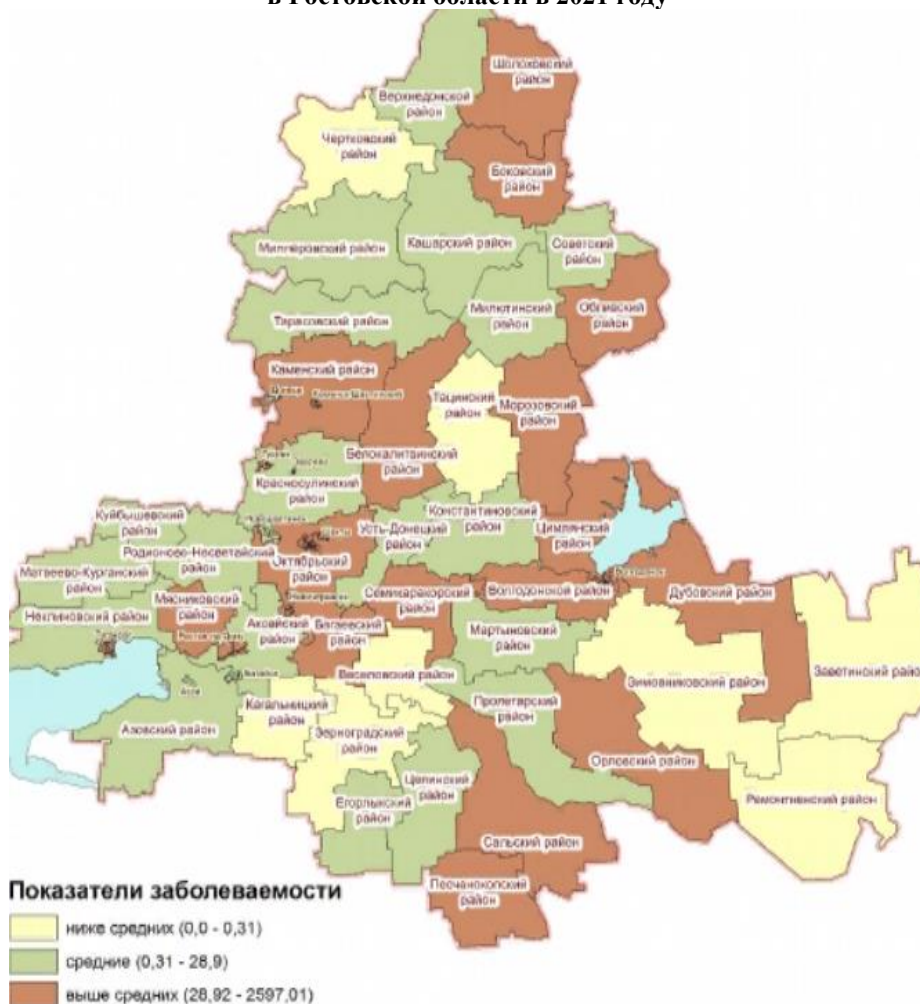 в Ростовской области в 2021 году
Шолоховский
район
Верхнедонской
район
Чертковский
район
Боковский
район
Миллеровский район
Кашарский район
Советский
район
Тарасовский район
Милютинский
район
Обливский
район
Каменский район
Тацинский
район
Морозовский
район
Белокалитвинский
район
Красносулинский
район
Константиновский
район
Усть-Донецкий
район
Цимлянский
район
Куйбышевский
район
Родионово-Несветайский
район
Октябрьский
район
Шахты
Матвеево-Курганский
район
Мясниковский
район
Семикаракорский
район
Волгодонской район
Дубовский район
Неклиновский район
Аксайский
район
Багаевский
район
Мартыновский
район
Веселовский район
Зимовниковский район
Заветинский район
Азов
Кагальницкий
район
Пролетарский
район
Азовский район
Зерноградский
район
Целинский
район
Орловский район
Егорлыкский
район
Ремонтненский район
Сальский район
Песчанокопский
район
Показатели заболеваемости
ниже средних (0,0 - 0,31)
средние (0,31 - 28,9)
выше средних (28,92 - 2597,01)